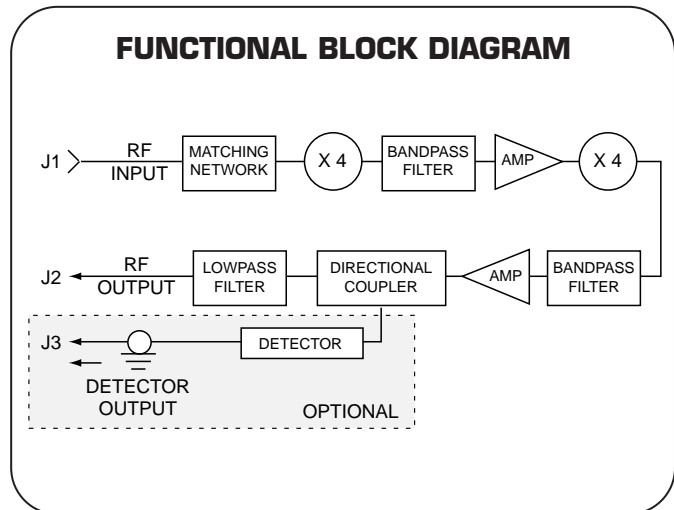 FUNCTIONAL BLOCK DIAGRAM
J1
RF
INPUT
MATCHING
NETWORK
X 4
BANDPASS
FILTER
AMP
X 4
J2
RF
OUTPUT
LOWPASS
FILTER
DIRECTIONAL
COUPLER
AMP
BANDPASS
FILTER
J3
DETECTOR
OUTPUT
DETECTOR
OPTIONAL